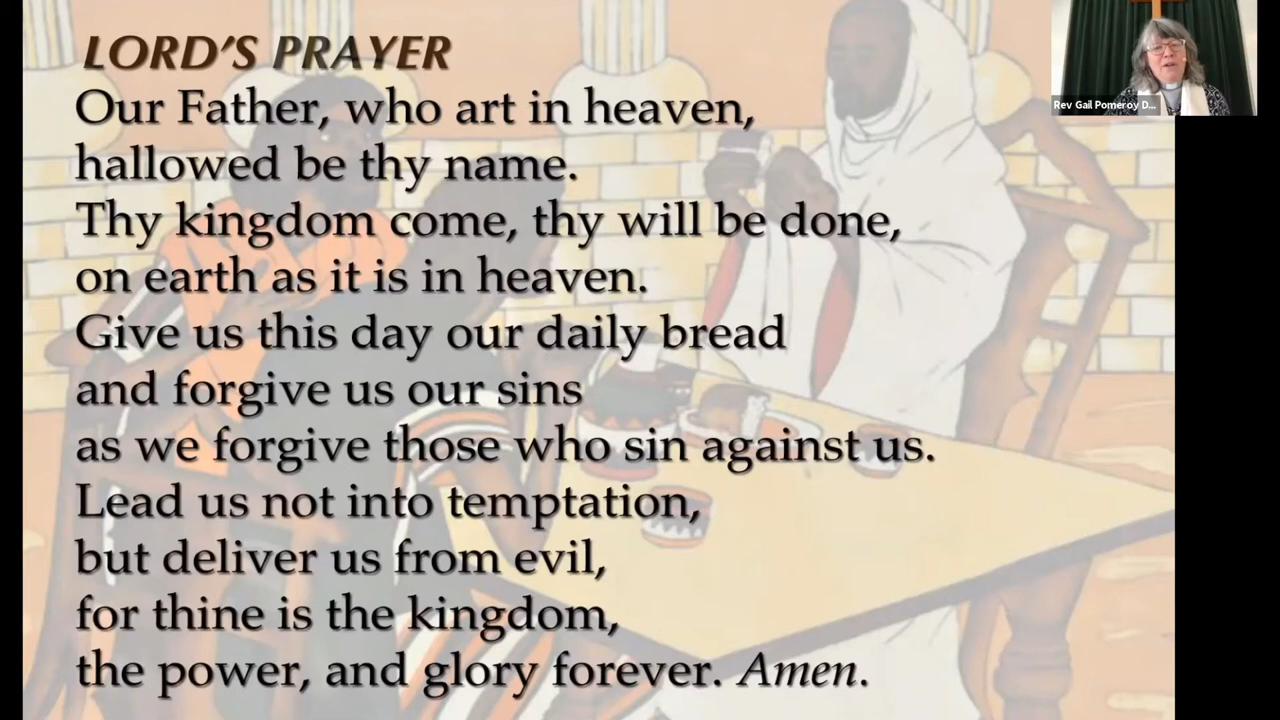 LORD'S PRAYER
Our Father, who art in heaven,
hallowed be thy name.
Thy kingdom come, thy will be done,
on earth as it is in heaven.
Give us this day our daily bread
and forgive us our sins
as we forgive those who sin against us.
Lead us not into temptation,
but deliver us from evil,
for thine is the kingdom,
the power, and glory forever. Amen.
Rev Gail Pomeroy D...